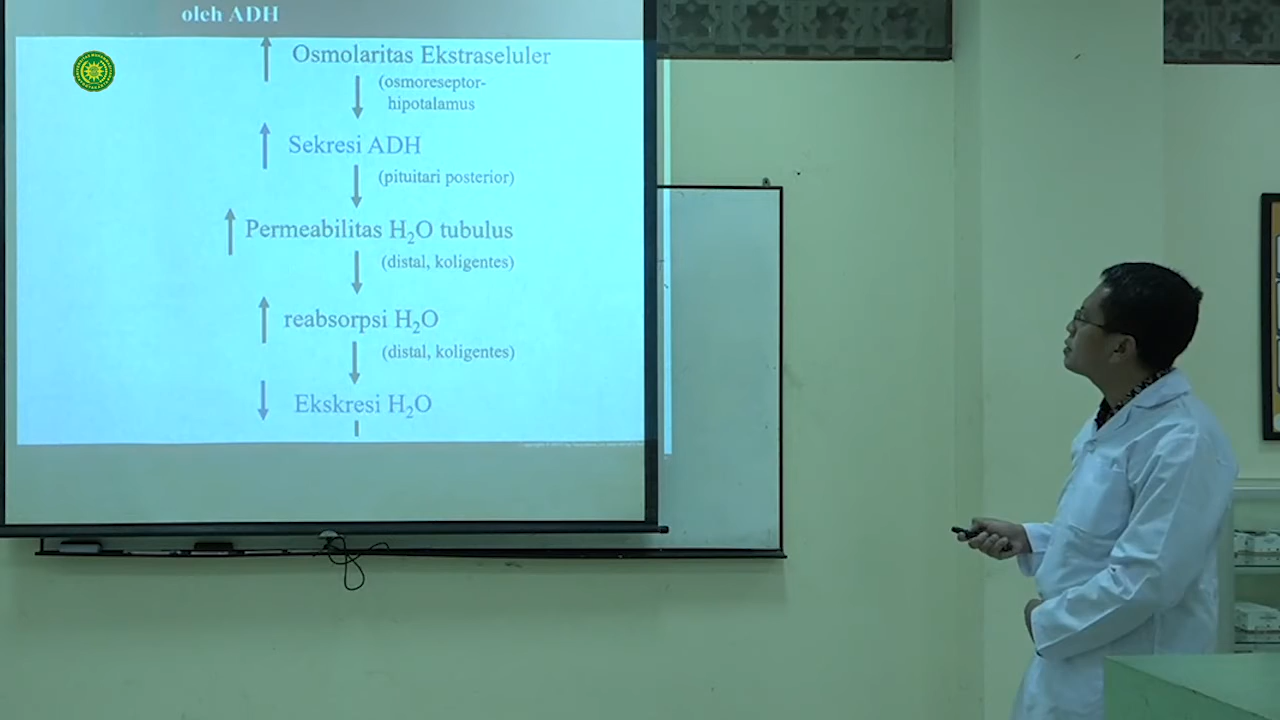 oleh ADH
Osmolaritas Ekstraseluler
(osmoreseptor-
hipotalamus
Sekresi ADH
(pituitari posterior)
Permeabilitas H₂O tubulus
(distal, koligentes)
reabsorpsi H₂O
(distal, koligentes)
Ekskresi H₂O